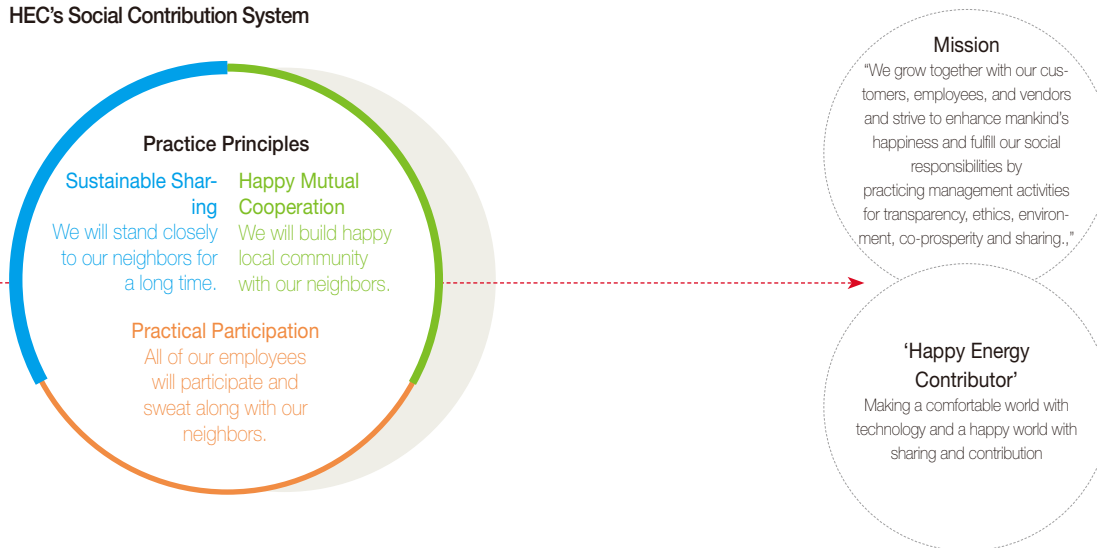 HEC's Social Contribution System
Practice Principles
Sustainable Shar-
ing
We will stand closely
to our neighbors for
a long time.
Happy Mutual
Cooperation
We will build happy
local community
with our neighbors.
Practical Participation
All of our employees
will participate and
sweat along with our
neighbors.
Mission
“We grow together with our cus-
tomers, employees, and vendors
and strive to enhance mankind's
happiness and fulfill our social
responsibilities by
practicing management activities
for transparency, ethics, environ-
ment, co-prosperity and sharing.,”
‘Happy Energy
Contributor’
Making a comfortable world with
technology and a happy world with
sharing and contribution